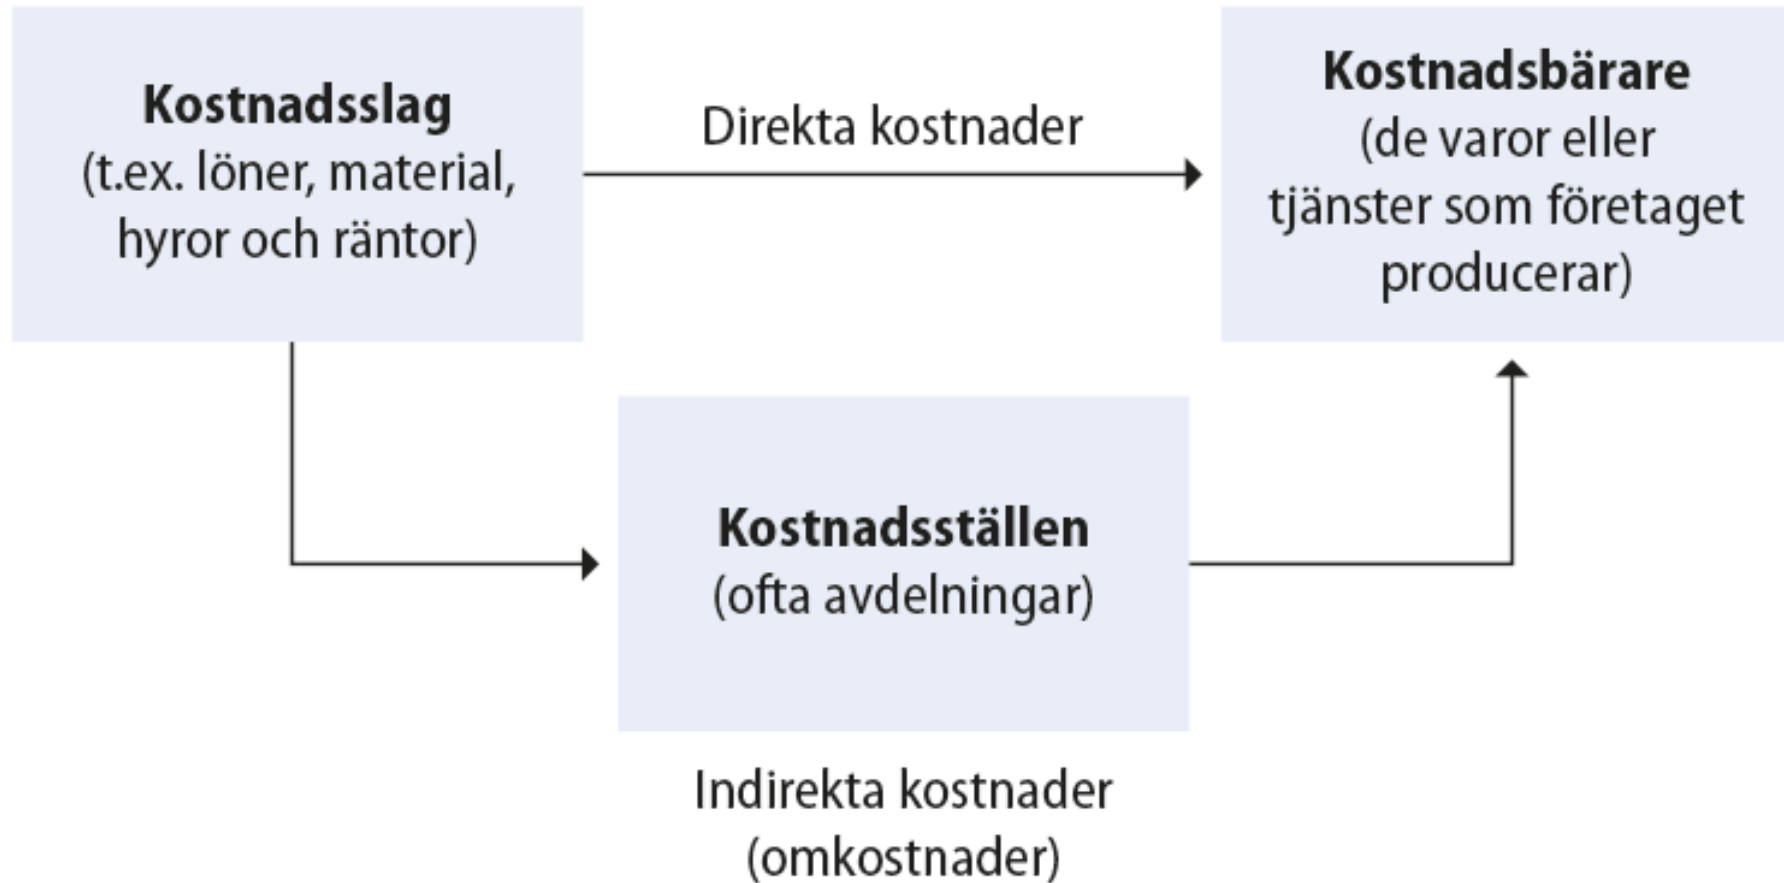 Kostnadsslag
(t.ex. löner, material,
hyror och räntor)
Direkta kostnader
Kostnadsbärare
(de varor eller
tjänster som företaget
producerar)
Kostnadsställen
(ofta avdelningar)
Indirekta kostnader
(omkostnader)